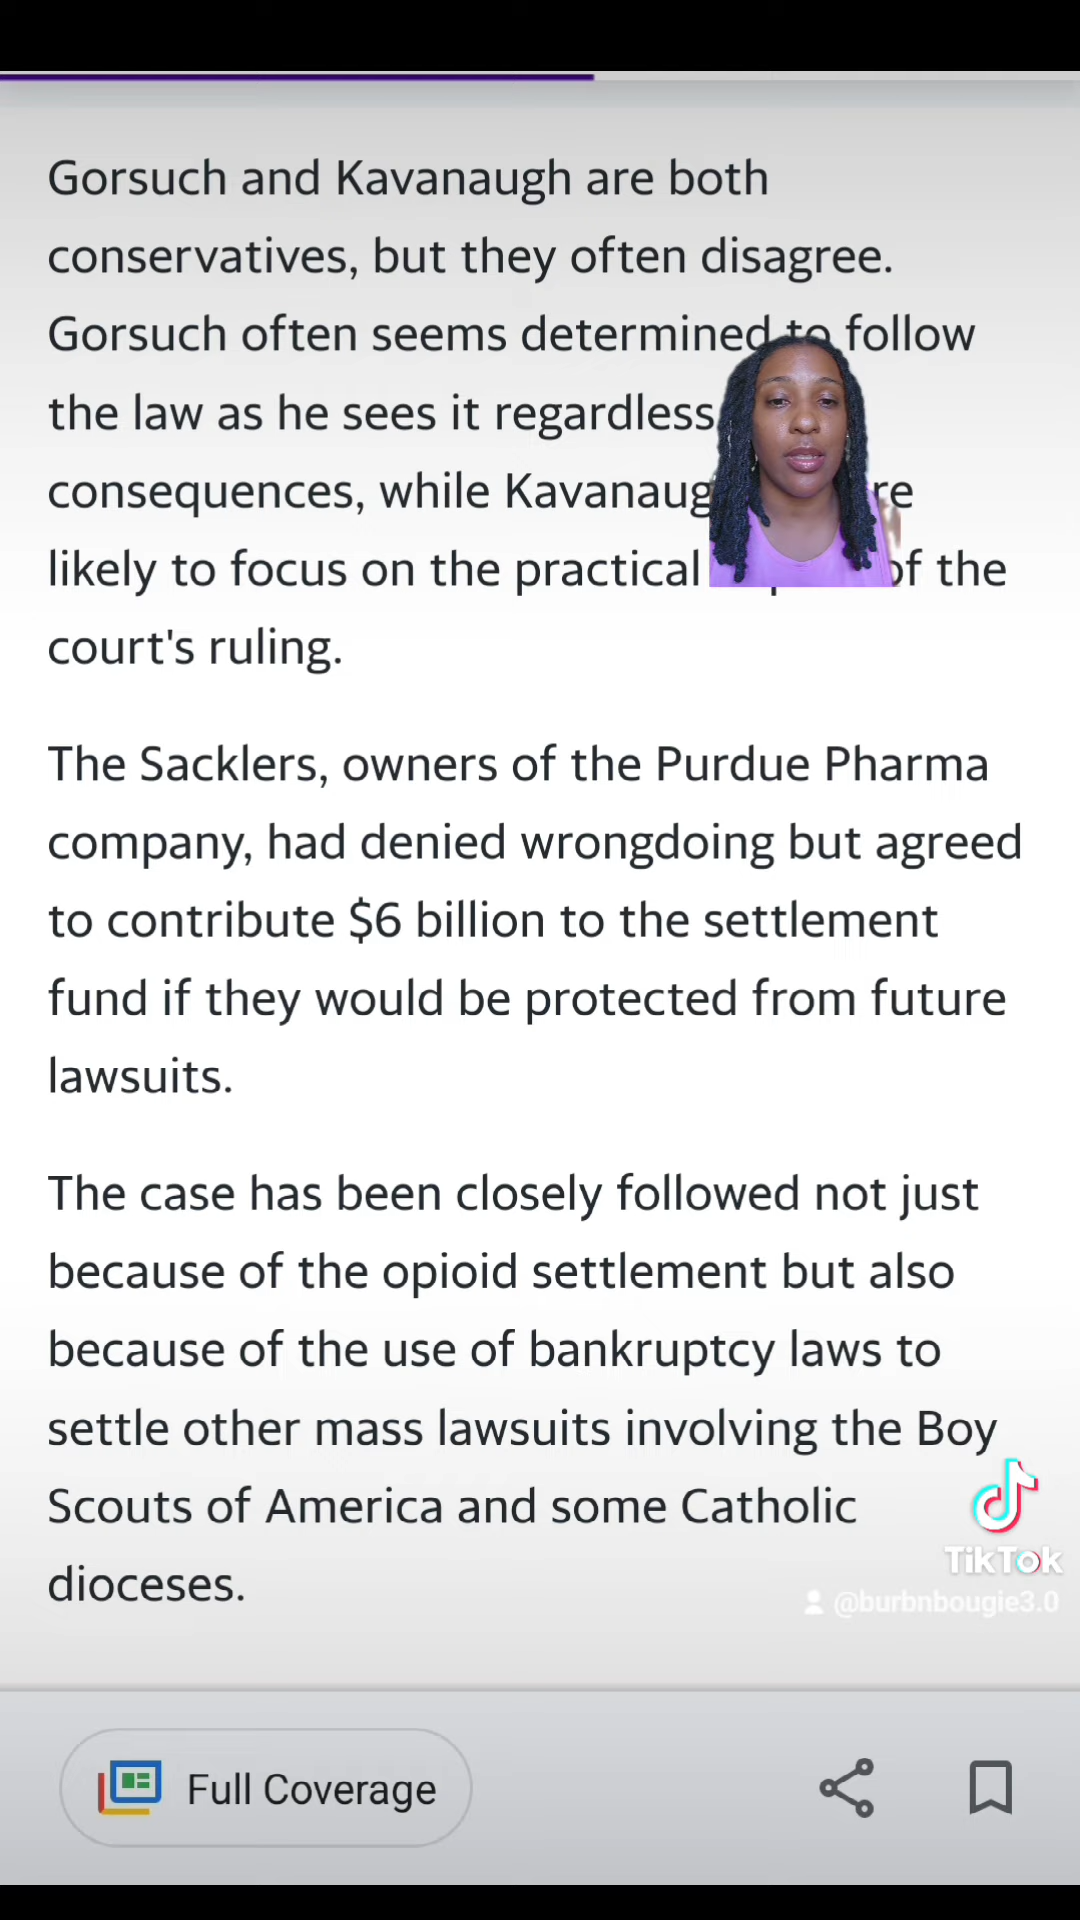 Gorsuch and Kavanaugh are both
conservatives, but they often disagree.
Gorsuch often seems determined to follow
the law as he sees it regardless
consequences, while re
likely to focus on the practical of the
court's ruling.
The Sacklers, owners of the Purdue Pharma
company, had denied wrongdoing but agreed
to contribute $6 billion to the settlement
fund if they would be protected from future
lawsuits.
The case has been closely followed not just
because of the opioid settlement but also
because of the use of bankruptcy laws to
settle other mass lawsuits involving the Boy
Scouts of America and some Catholic
dioceses.
TikTok
@burbnbougie3.0
Full Coverage